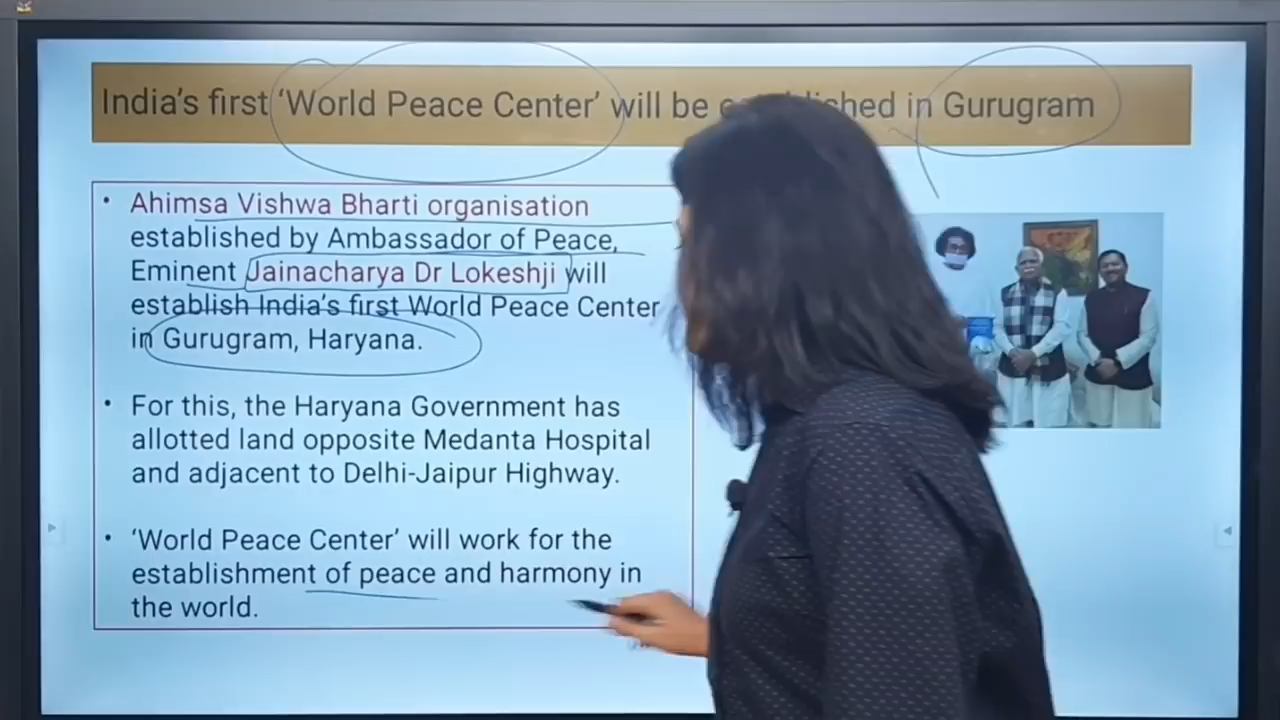 India's first 'World Peace Center' will be in Gurugram
Ahimsa Vishwa Bharti organisation
established by Ambassador of Peace,
Eminent Jainacharya Dr Lokeshji will
establish India's first World Peace Center
in Gurugram, Haryana.
For this, the Haryana Government has
allotted land opposite Medanta Hospital
and adjacent to Delhi-Jaipur Highway.
'World Peace Center' will work for the
establishment of peace and harmony in
the world.